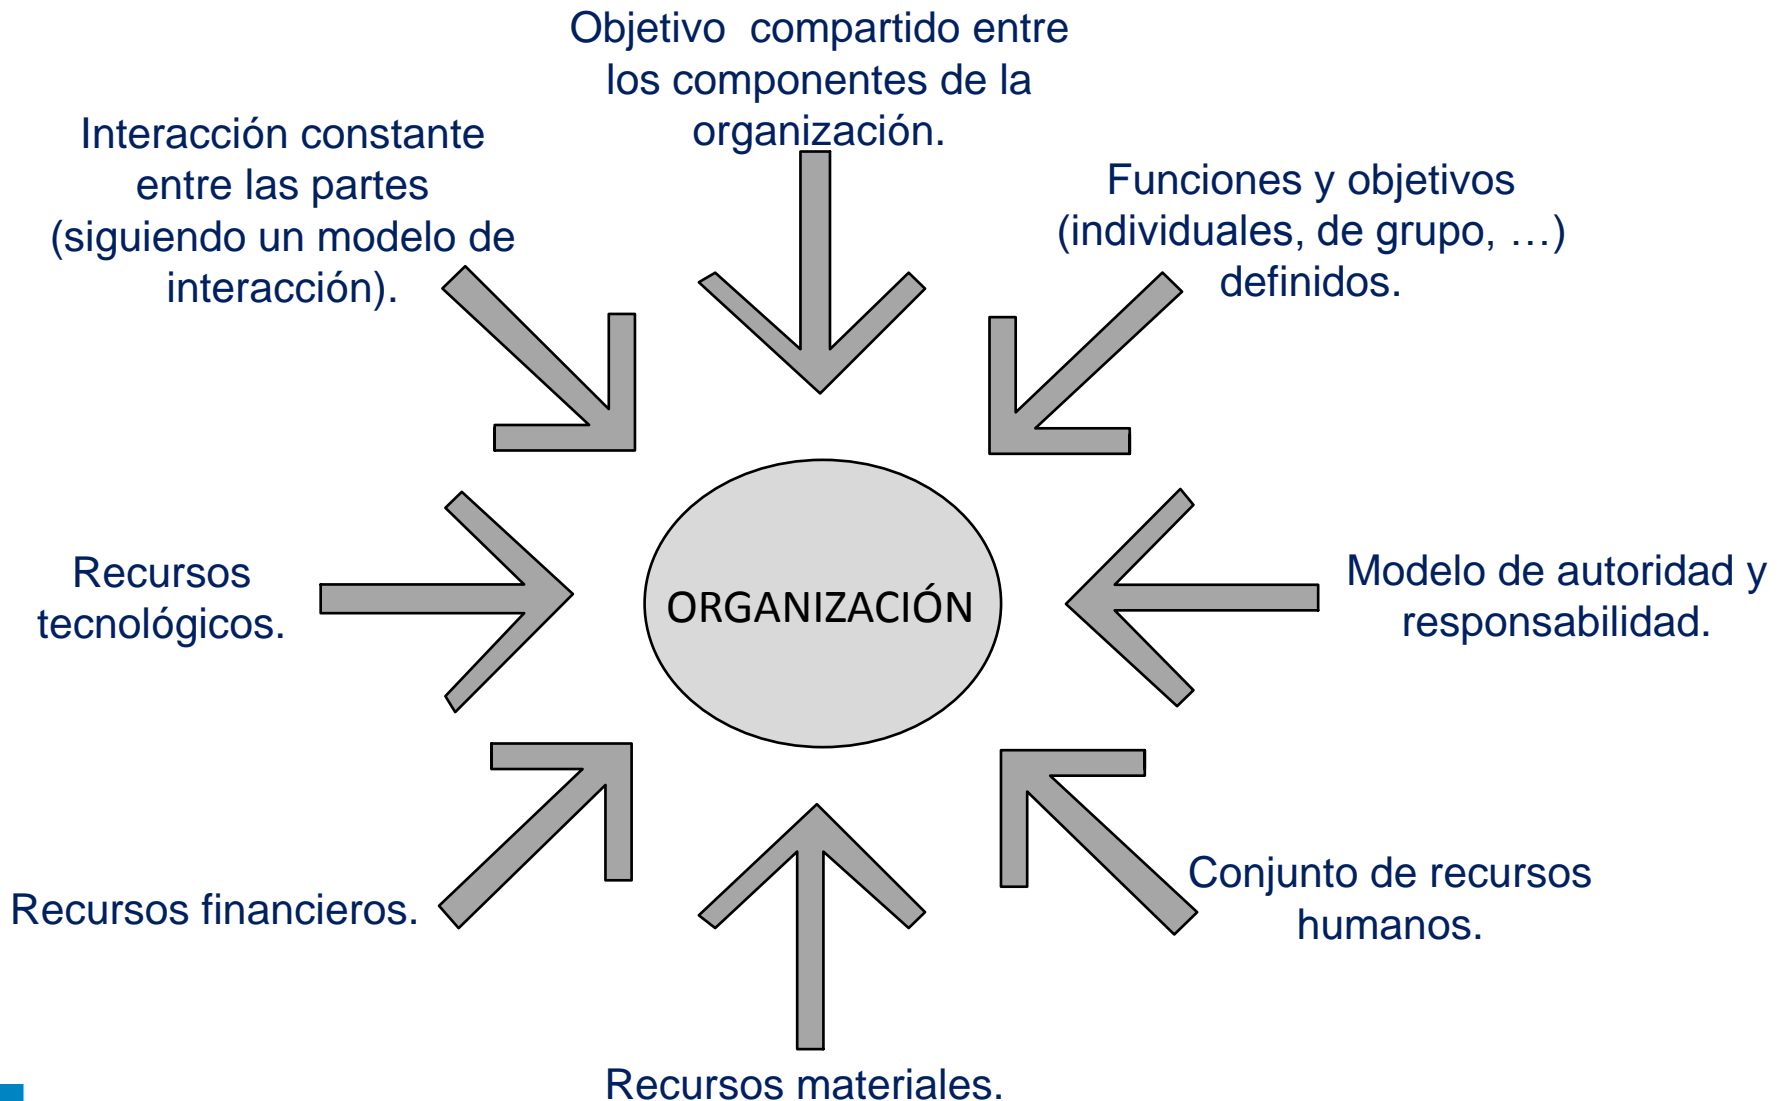 Objetivo compartido entre
los componentes de la
organización.
Interacción constante
entre las partes
(siguiendo un modelo de
interacción).
Funciones y objetivos
(individuales, de grupo, …)
definidos.
Recursos
tecnológicos.
ORGANIZACIÓN
Modelo de autoridad y
responsabilidad.
Recursos financieros.
Conjunto de recursos
humanos.
Recursos materiales.